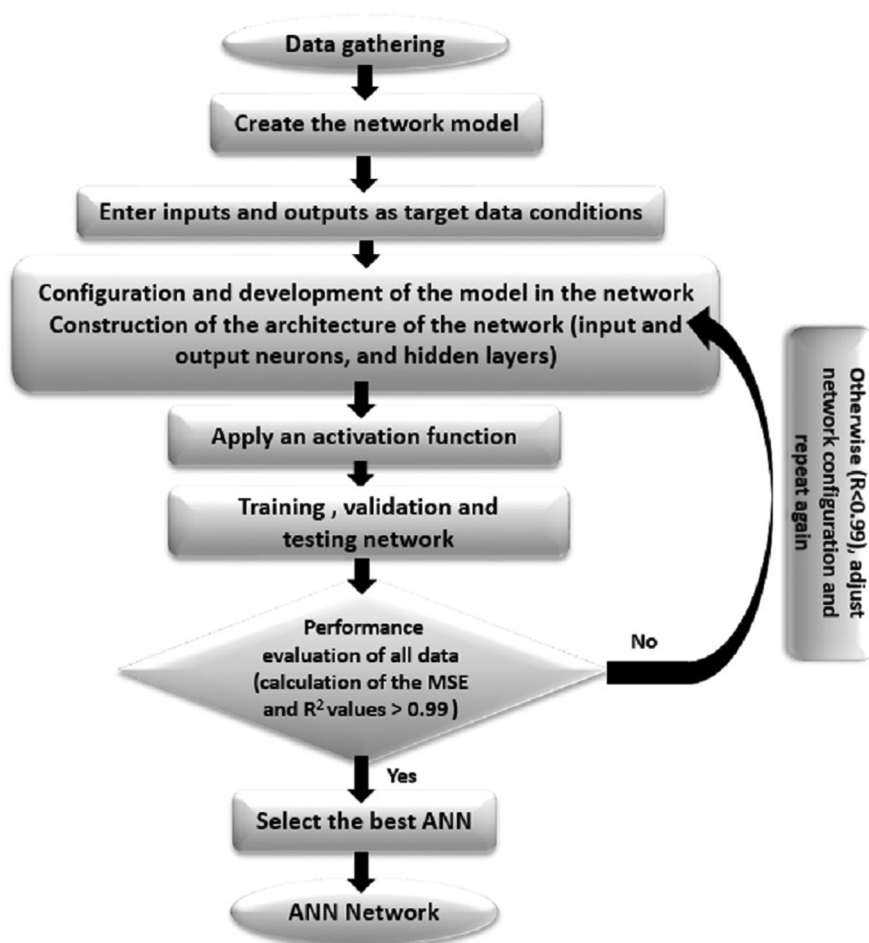 Data gathering
Create the network model
Enter inputs and outputs as target data conditions
Configuration and development of the model in the network
Construction of the architecture of the network (input and
output neurons, and hidden layers)
Apply an activation function
Training , validation and
testing network
Performance
evaluation of all data
(calculation of the MSE
and R² values > 0.99 )
No
Otherwise (R<0.99), adjust
network configuration and
repeat again
Yes
Select the best ANN
ANN Network